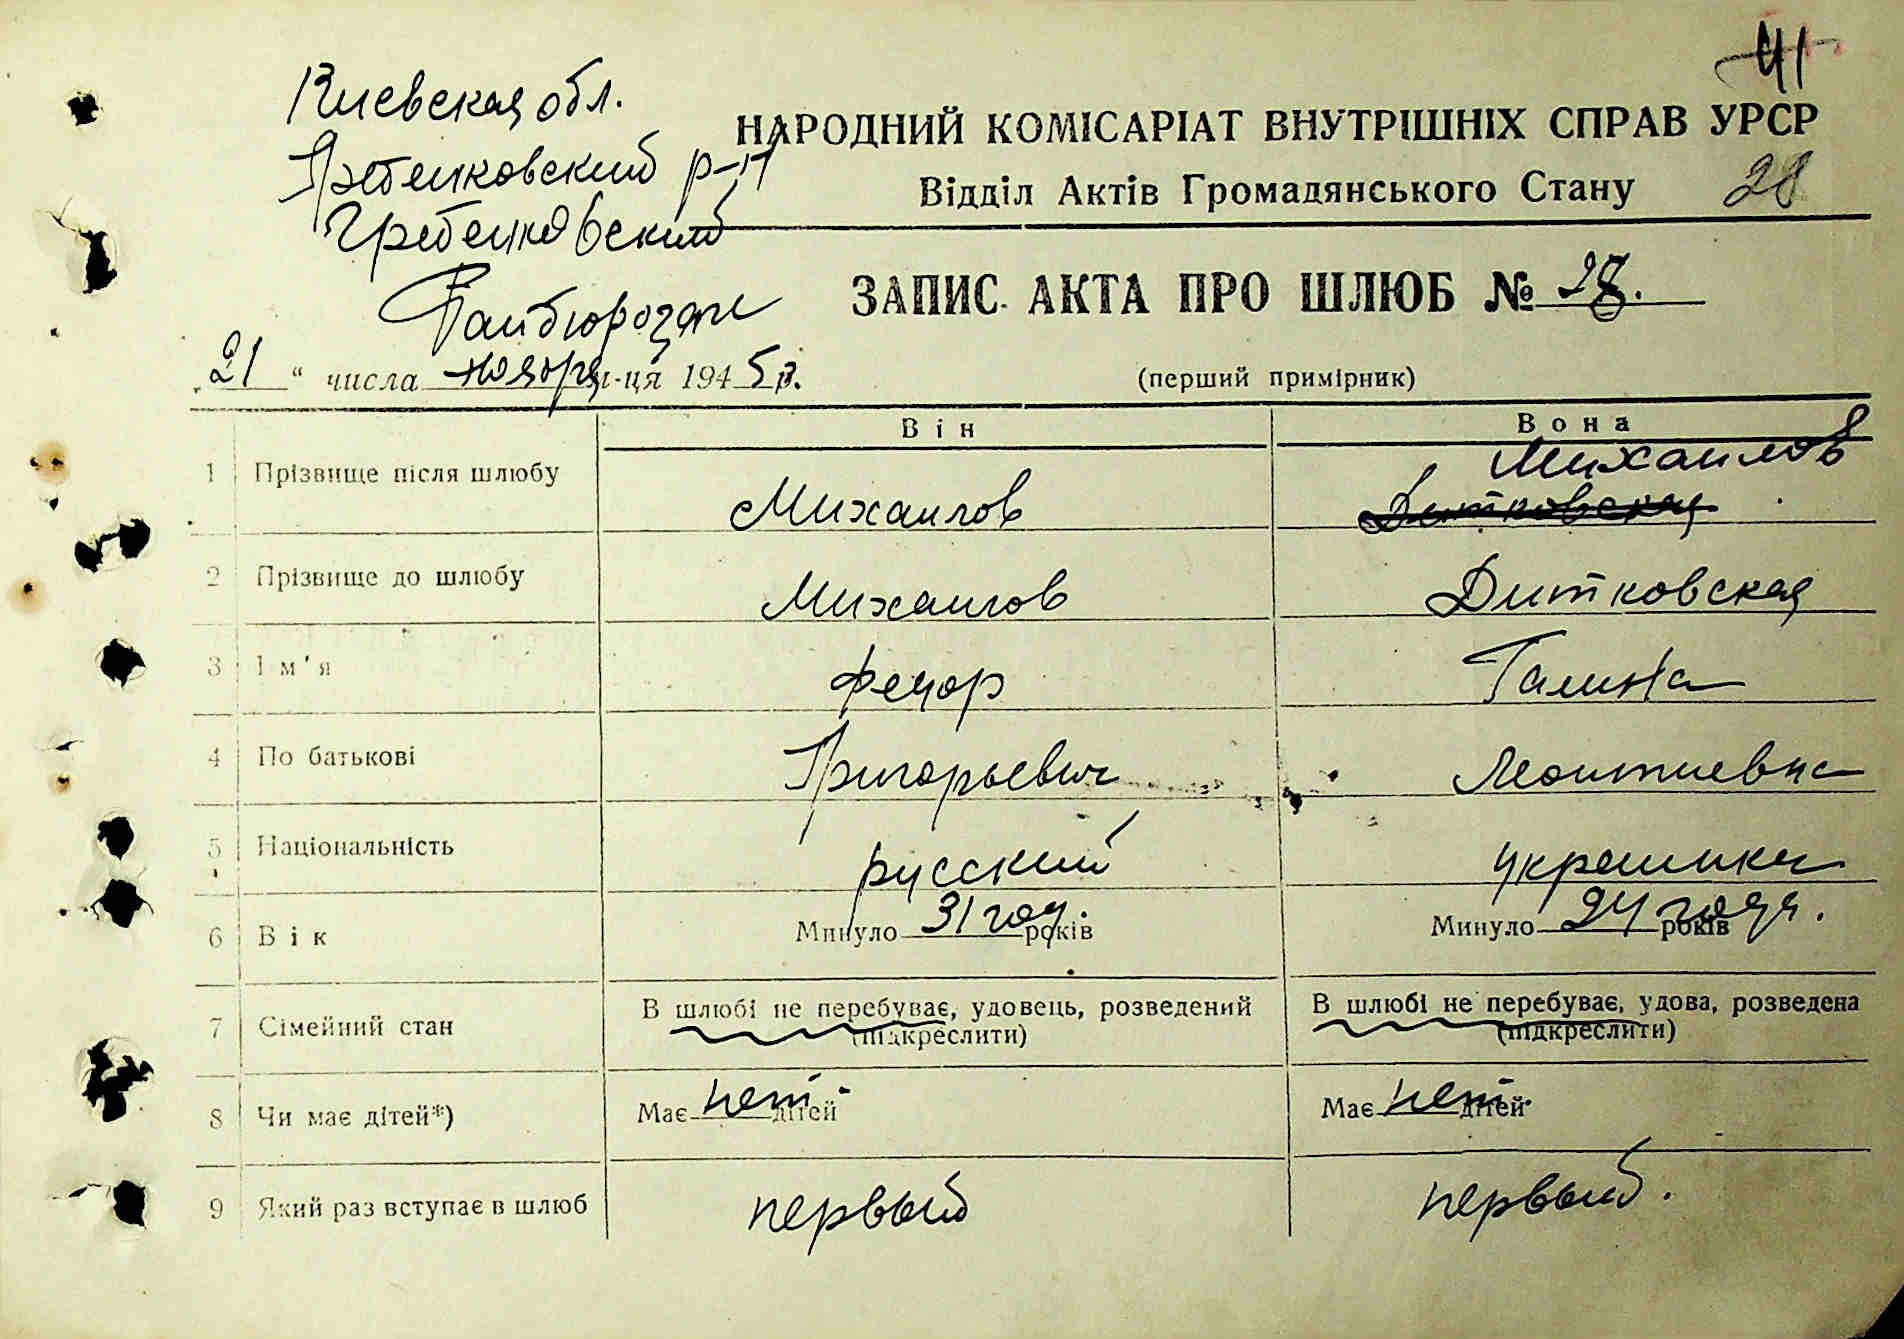 41
Киевская обл.
НАРОДНИЙ КОМІСАРІАТ ВНУТРІШНІХ СПРАВ УРСР
Гребенковский р-н
Відділ Актів Громадянського Стану 28
Гребенковский
Райбюрозагс
ЗАПИС АКТА ПРО ШЛЮБ № 28.
„21“ числа ноября м-ця 1945 р.
(перший примірник)
Він Вона
1 Прізвище після шлюбу Михайлов Михайлов
Дитковская
2 Прізвище до шлюбу Михайлов Дитковская
3 Ім'я Федор Галина
4 По батькові Григорьевич Леонтиевна
5 Національність русский украинка
6 Вік Минуло 31 год. років Минуло 24 года. років
7 Сімейний стан В шлюбі не перебуває, удовець, розведений В шлюбі не перебуває, удова, розведена
(підкреслити) (підкреслити)
8 Чи має дітей*) Має нет. дітей Має нет. дітей
9 Який раз вступає в шлюб первый первый.